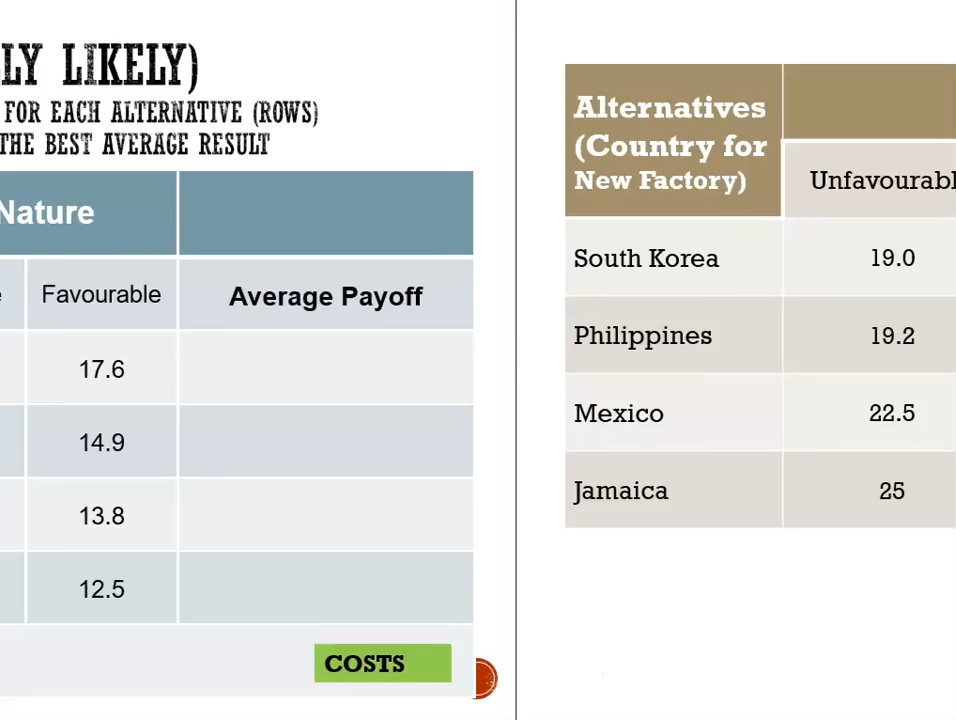 LY LIKELY)
FOR EACH ALTERNATIVE (ROWS)
THE BEST AVERAGE RESULT
Nature
e Favourable Average Payoff
17.6
14.9
13.8
12.5
COSTS
Alternatives
(Country for
New Factory)
Unfavourabl
South Korea 19.0
Philippines 19.2
Mexico 22.5
Jamaica 25